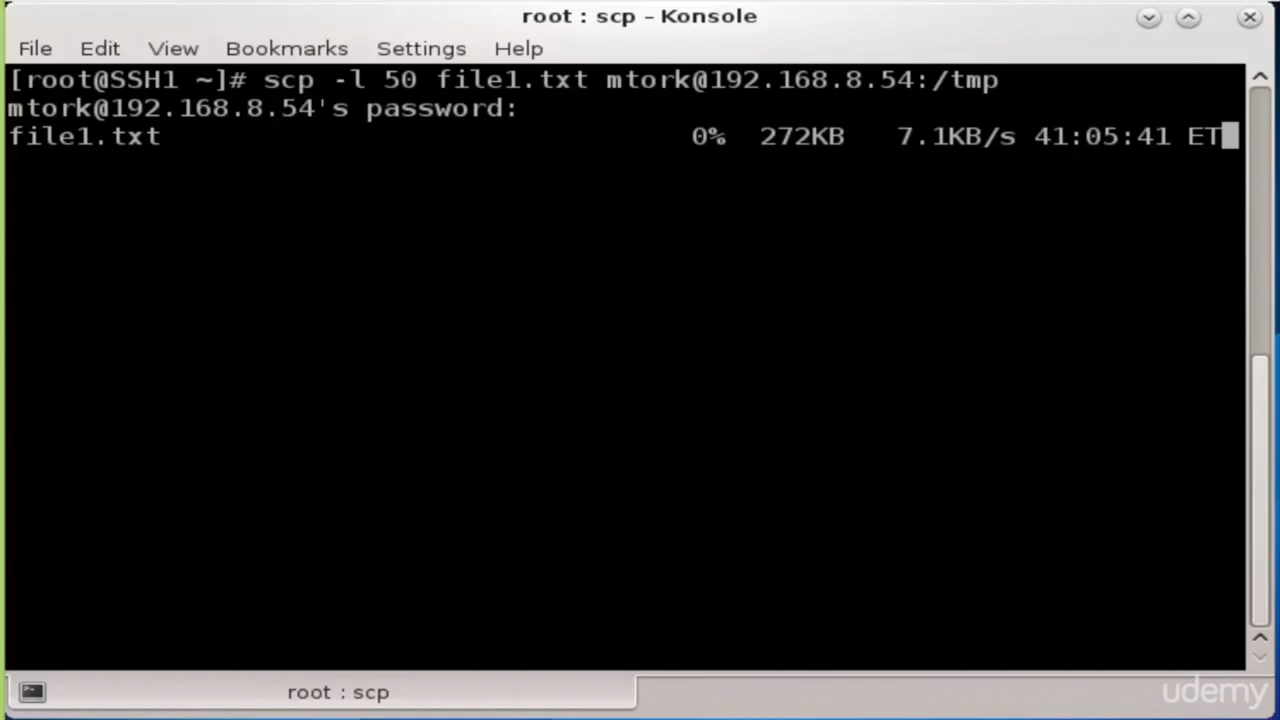 root : scp – Konsole
File Edit View Bookmarks Settings Help
[root@SSH1 ~]# scp -l 50 file1.txt mtork@192.168.8.54:/tmp
mtork@192.168.8.54's password:
file1.txt 0% 272KB 7.1KB/s 41:05:41 ET
root : scp
udemy